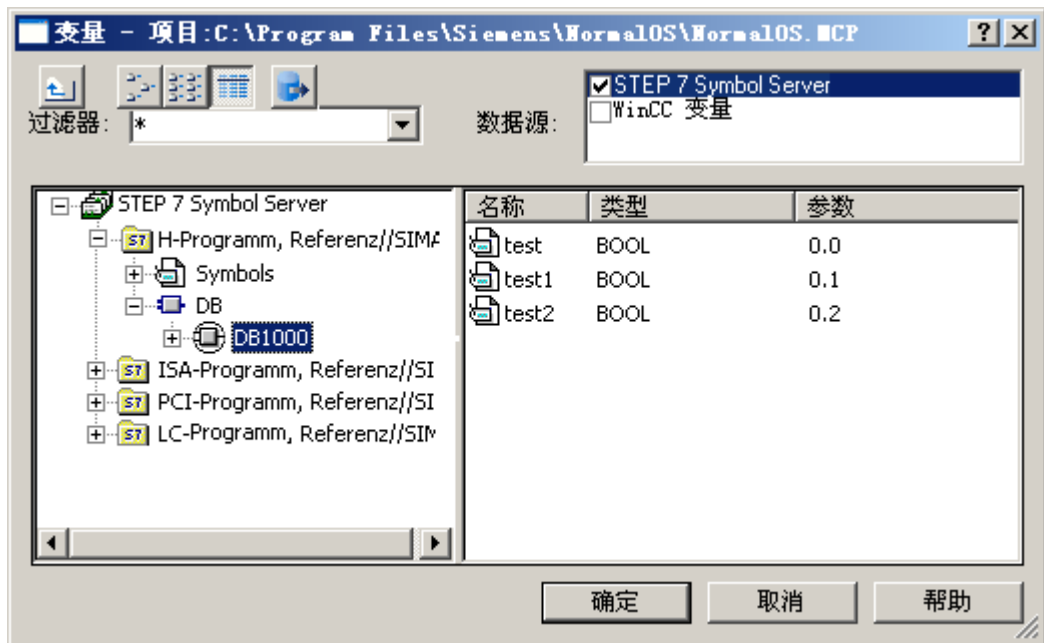 变量 - 项目:C:\Program Files\Siemens\NormalOS\NormalOS.MCP
过滤器: *
数据源:
STEP 7 Symbol Server
WinCC 变量
STEP 7 Symbol Server
H-Programm, Referenz//SIMA
Symbols
DB
DB1000
ISA-Programm, Referenz//SI
PCI-Programm, Referenz//SI
LC-Programm, Referenz//SIM
名称 类型 参数
test BOOL 0.0
test1 BOOL 0.1
test2 BOOL 0.2
确定 取消 帮助